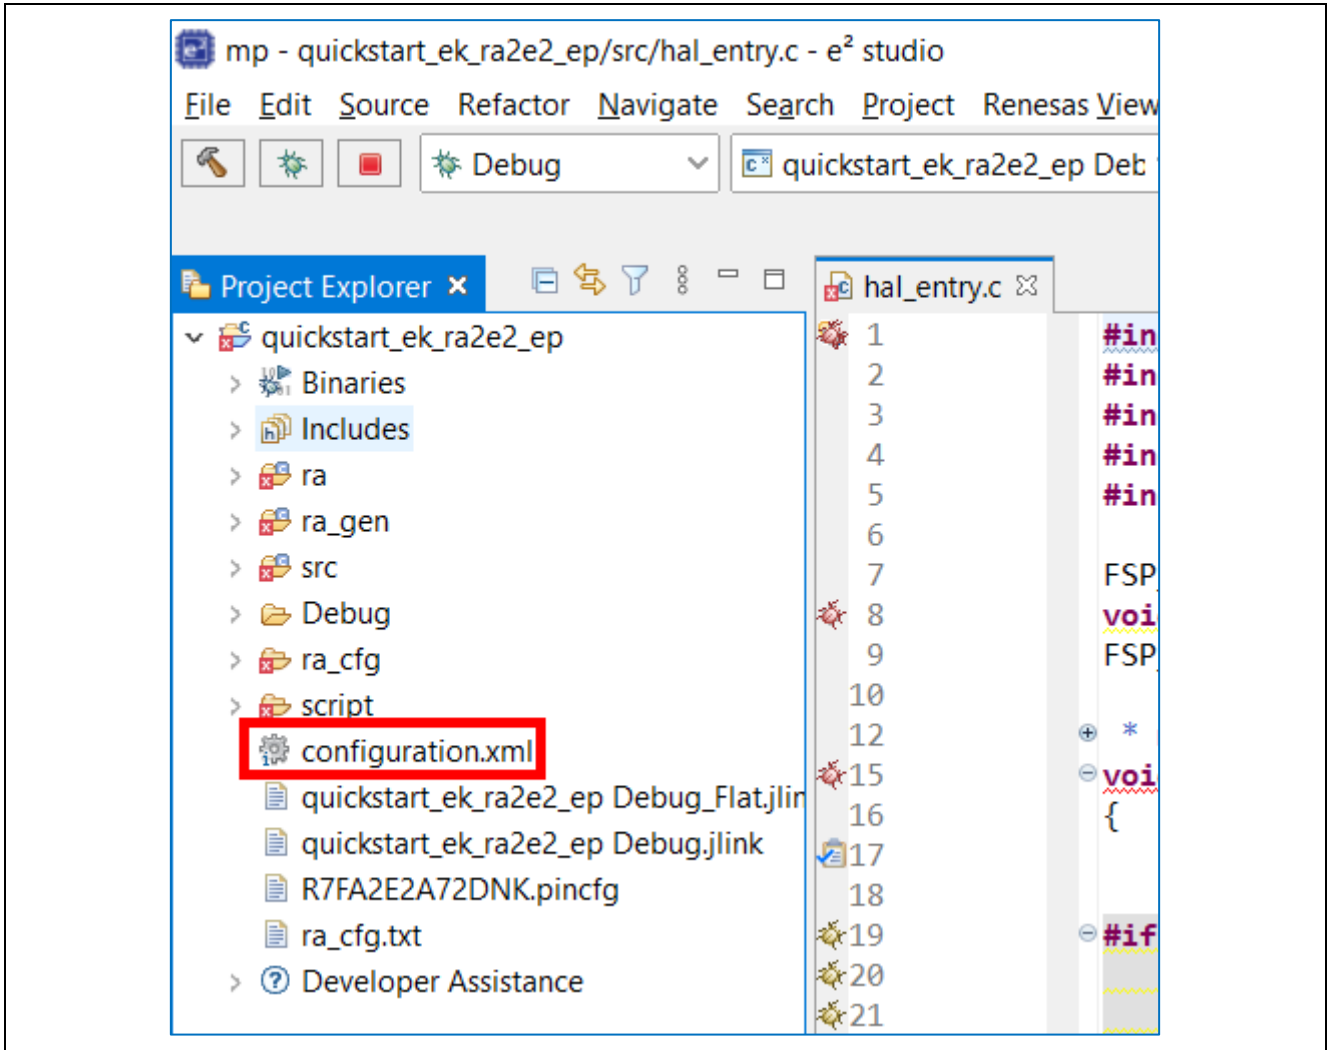 mp - quickstart_ek_ra2e2_ep/src/hal_entry.c - e² studio
File Edit Source Refactor Navigate Search Project Renesas View
Debug quickstart_ek_ra2e2_ep Deb
Project Explorer hal_entry.c
quickstart_ek_ra2e2_ep
Binaries
Includes
ra
ra_gen
src
Debug
ra_cfg
script
configuration.xml
quickstart_ek_ra2e2_ep Debug_Flat.jlin
quickstart_ek_ra2e2_ep Debug.jlink
R7FA2E2A72DNK.pincfg
ra_cfg.txt
Developer Assistance
1 #in
2 #in
3 #in
4 #in
5 #in
6
7 FSP_
8 voi
9 FSP_
10
12 *
15 voi
16 {
17
18
19 #if
20
21